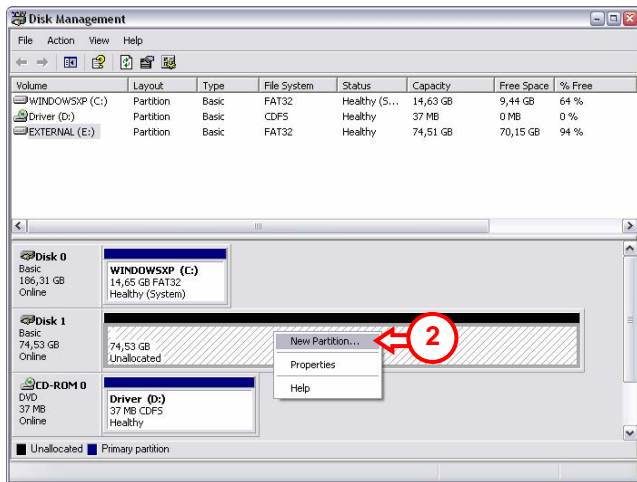 Disk Management
File Action View Help
Volume Layout Type File System Status Capacity Free Space % Free
WINDOWSXP (C:) Partition Basic FAT32 Healthy (S... 14,63 GB 9,44 GB 64 %
Driver (D:) Partition Basic CDFS Healthy 37 MB 0 MB 0 %
EXTERNAL (E:) Partition Basic FAT32 Healthy 74,51 GB 70,15 GB 94 %
Disk 0
Basic
186,31 GB
Online
WINDOWSXP (C:)
14,65 GB FAT32
Healthy (System)
Disk 1
Basic
74,53 GB
Online
74,53 GB
Unallocated
New Partition...
Properties
Help
2
CD-ROM 0
DVD
37 MB
Online
Driver (D:)
37 MB CDFS
Healthy
Unallocated Primary partition